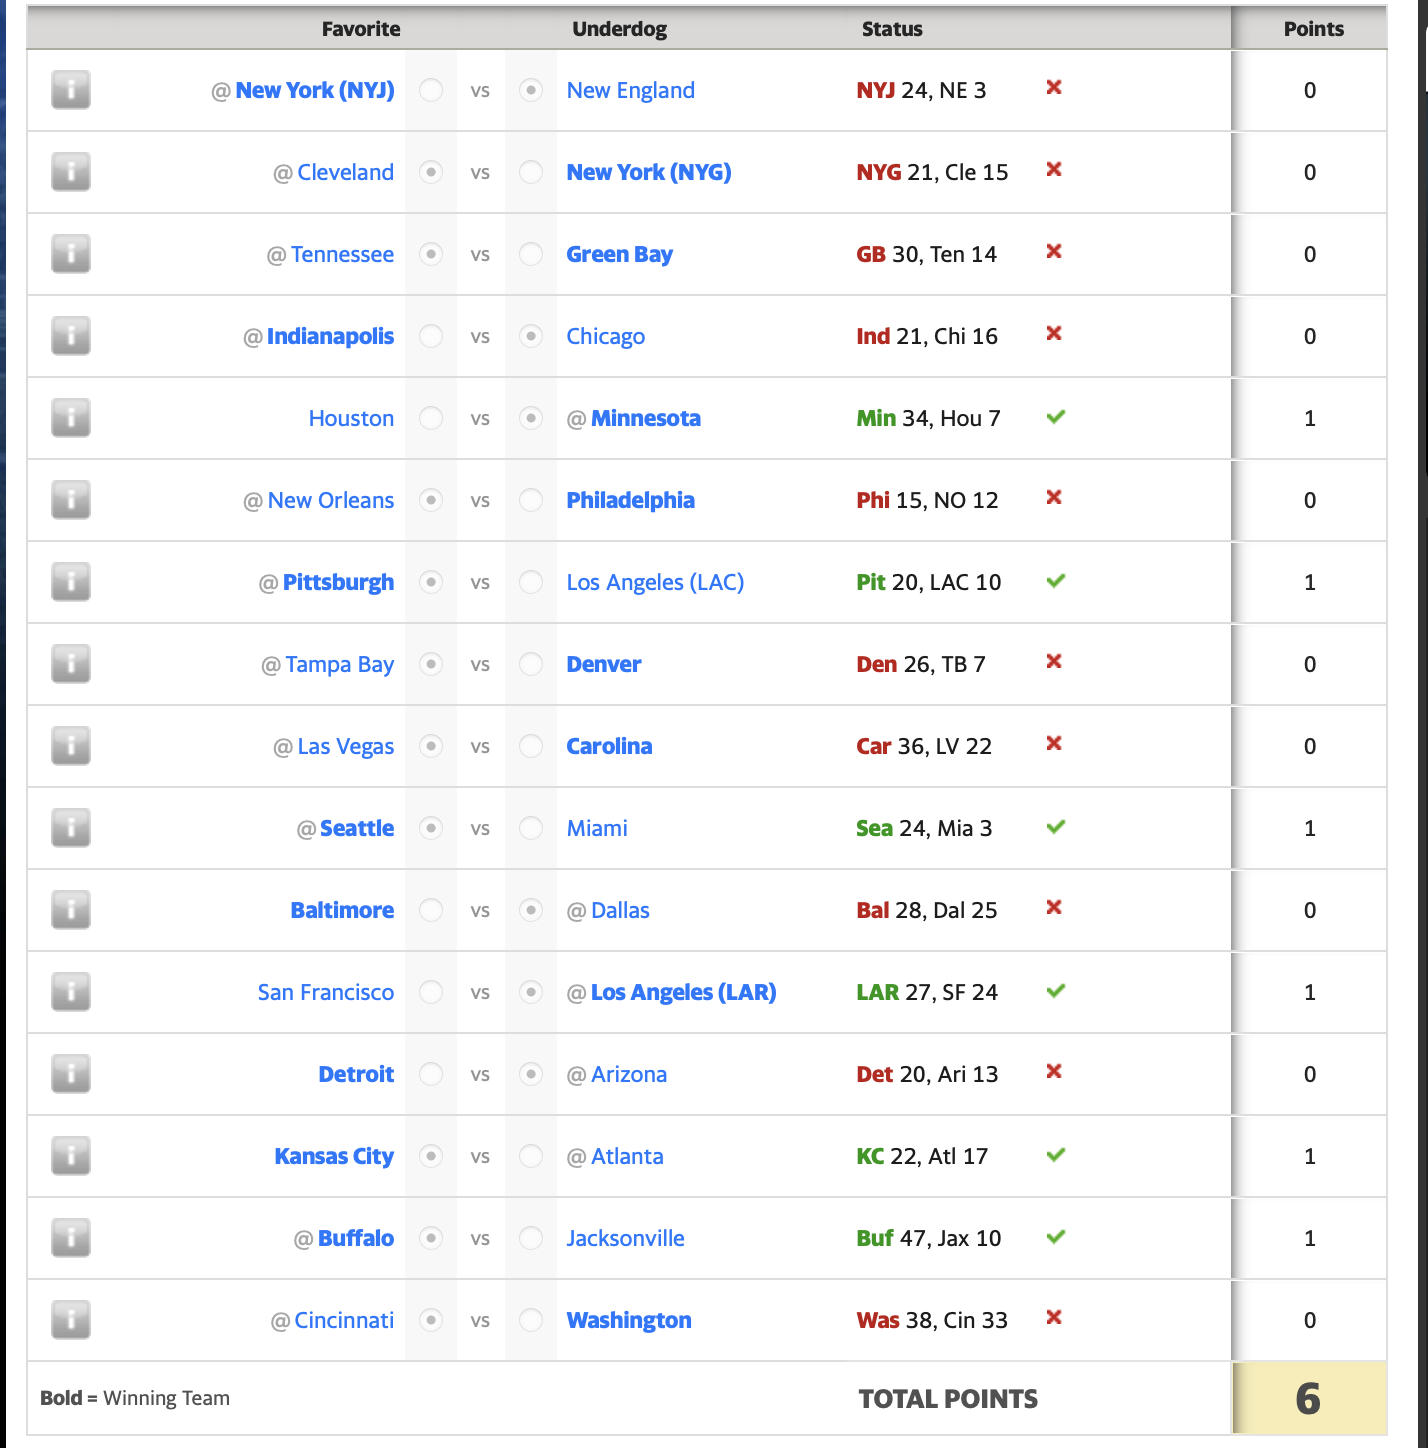 Favorite Underdog Status Points
@ New York (NYJ) vs New England NYJ 24, NE 3 0
@ Cleveland vs New York (NYG) NYG 21, Cle 15 0
@ Tennessee vs Green Bay GB 30, Ten 14 0
@ Indianapolis vs Chicago Ind 21, Chi 16 0
Houston vs @ Minnesota Min 34, Hou 7 1
@ New Orleans vs Philadelphia Phi 15, NO 12 0
@ Pittsburgh vs Los Angeles (LAC) Pit 20, LAC 10 1
@ Tampa Bay vs Denver Den 26, TB 7 0
@ Las Vegas vs Carolina Car 36, LV 22 0
@ Seattle vs Miami Sea 24, Mia 3 1
Baltimore vs @ Dallas Bal 28, Dal 25 0
San Francisco vs @ Los Angeles (LAR) LAR 27, SF 24 1
Detroit vs @ Arizona Det 20, Ari 13 0
Kansas City vs @ Atlanta KC 22, Atl 17 1
@ Buffalo vs Jacksonville Buf 47, Jax 10 1
@ Cincinnati vs Washington Was 38, Cin 33 0
Bold = Winning Team TOTAL POINTS 6